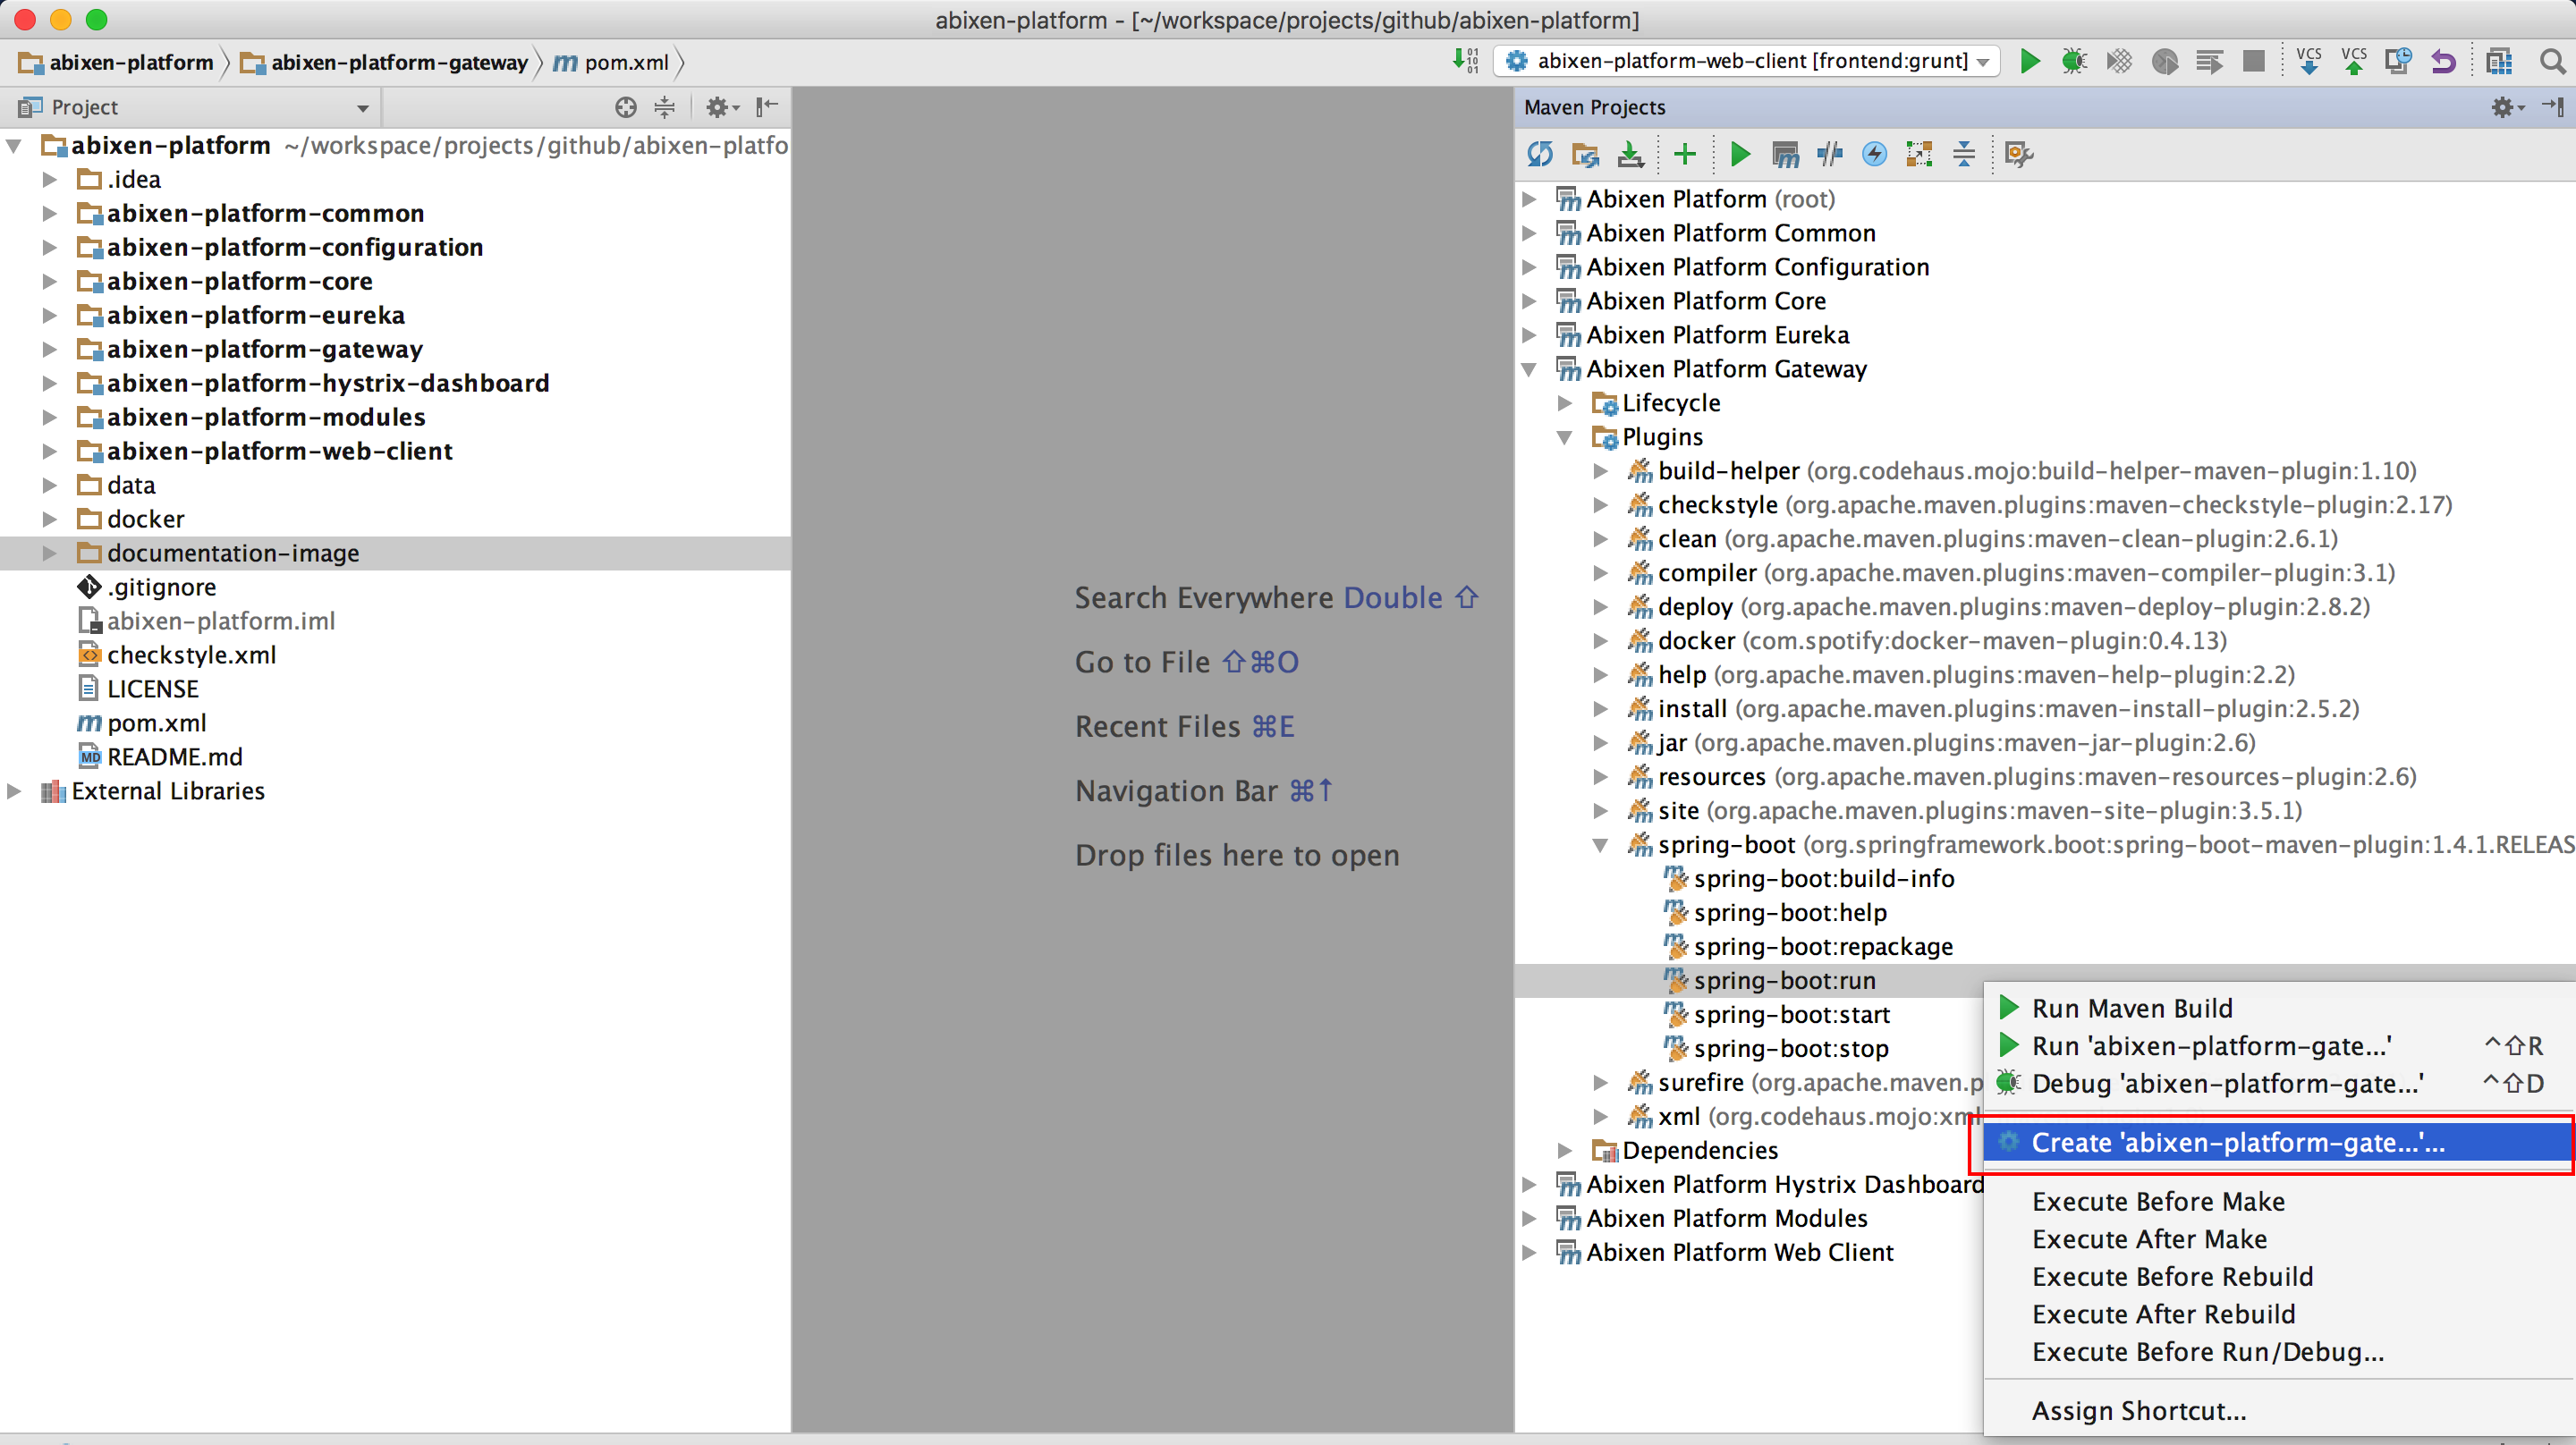 abixen-platform - [~/workspace/projects/github/abixen-platform]
abixen-platform abixen-platform-gateway pom.xml
abixen-platform-web-client [frontend:grunt]
VCS VCS
Project
abixen-platform ~/workspace/projects/github/abixen-platfo
.idea
abixen-platform-common
abixen-platform-configuration
abixen-platform-core
abixen-platform-eureka
abixen-platform-gateway
abixen-platform-hystrix-dashboard
abixen-platform-modules
abixen-platform-web-client
data
docker
documentation-image
.gitignore
abixen-platform.iml
checkstyle.xml
LICENSE
pom.xml
README.md
External Libraries
Search Everywhere Double ⇧
Go to File ⇧⌘O
Recent Files ⌘E
Navigation Bar ⌘↑
Drop files here to open
Maven Projects
Abixen Platform (root)
Abixen Platform Common
Abixen Platform Configuration
Abixen Platform Core
Abixen Platform Eureka
Abixen Platform Gateway
Lifecycle
Plugins
build-helper (org.codehaus.mojo:build-helper-maven-plugin:1.10)
checkstyle (org.apache.maven.plugins:maven-checkstyle-plugin:2.17)
clean (org.apache.maven.plugins:maven-clean-plugin:2.6.1)
compiler (org.apache.maven.plugins:maven-compiler-plugin:3.1)
deploy (org.apache.maven.plugins:maven-deploy-plugin:2.8.2)
docker (com.spotify:docker-maven-plugin:0.4.13)
help (org.apache.maven.plugins:maven-help-plugin:2.2)
install (org.apache.maven.plugins:maven-install-plugin:2.5.2)
jar (org.apache.maven.plugins:maven-jar-plugin:2.6)
resources (org.apache.maven.plugins:maven-resources-plugin:2.6)
site (org.apache.maven.plugins:maven-site-plugin:3.5.1)
spring-boot (org.springframework.boot:spring-boot-maven-plugin:1.4.1.RELEAS
spring-boot:build-info
spring-boot:help
spring-boot:repackage
spring-boot:run
spring-boot:start
spring-boot:stop
surefire (org.apache.maven.p
xml (org.codehaus.mojo:xml
Dependencies
Abixen Platform Hystrix Dashboard
Abixen Platform Modules
Abixen Platform Web Client
Run Maven Build
Run 'abixen-platform-gate...' ^⇧R
Debug 'abixen-platform-gate...' ^⇧D
Create 'abixen-platform-gate...'...
Execute Before Make
Execute After Make
Execute Before Rebuild
Execute After Rebuild
Execute Before Run/Debug...
Assign Shortcut...